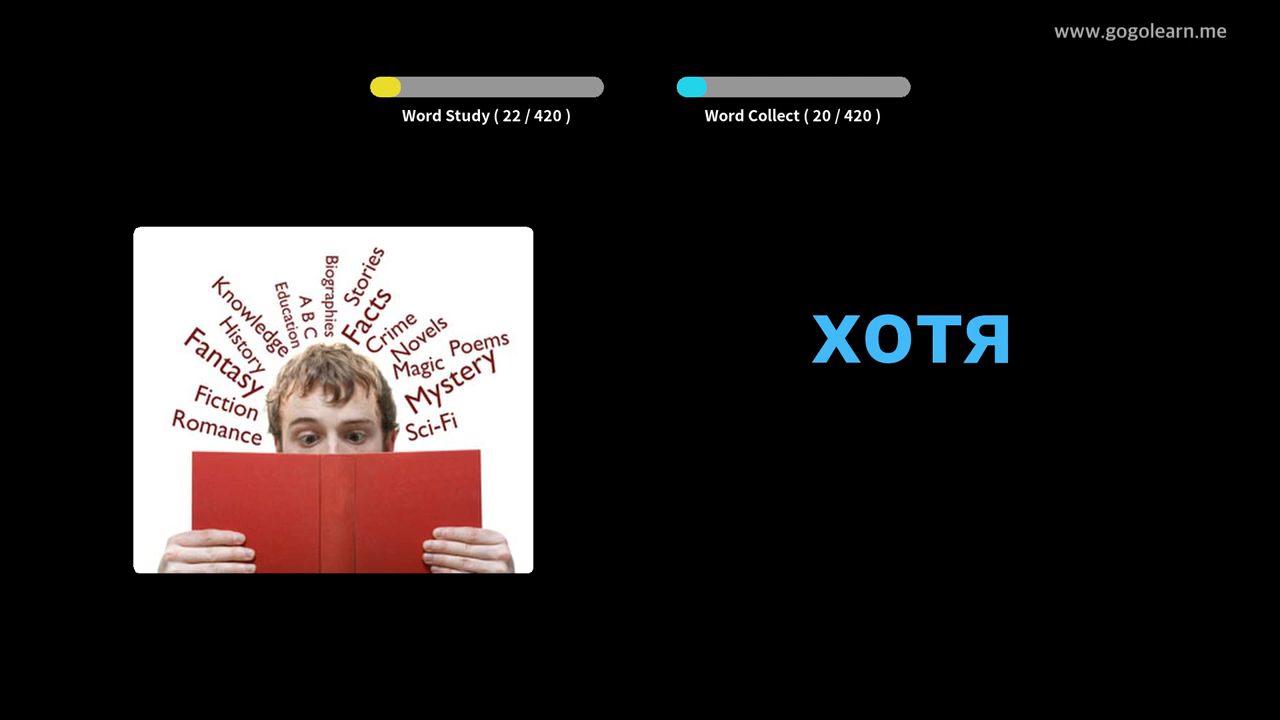 www.gogolearn.me
Word Study ( 22 / 420 )
Word Collect ( 20 / 420 )
Biographies
Stories
Education
A B C
Facts
Knowledge
Crime
History
Novels
Poems
Fantasy
Magic
Mystery
Fiction
Romance
Sci-Fi
хотя